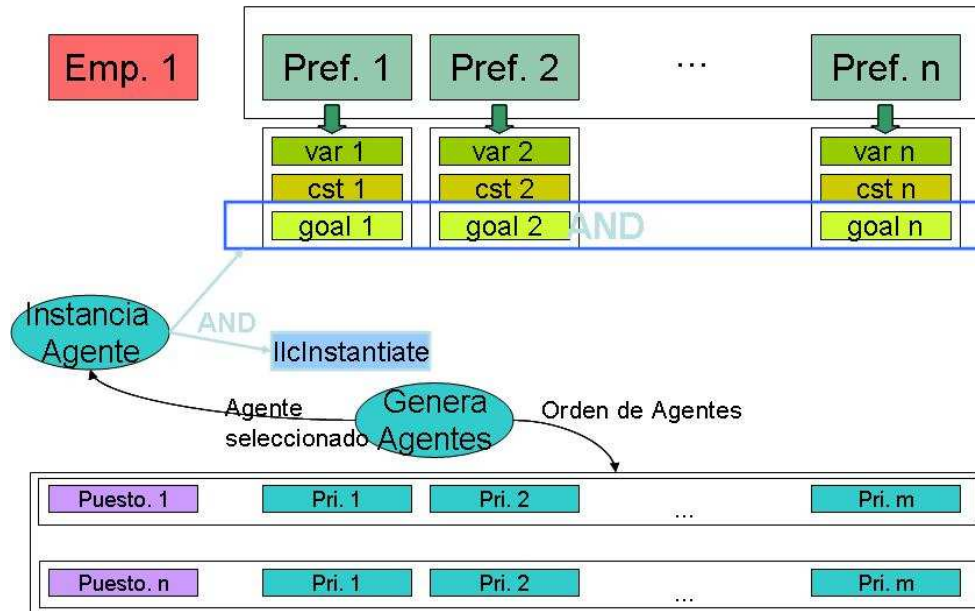 Emp. 1
Pref. 1
Pref. 2
...
Pref. n
var 1
var 2
var n
cst 1
cst 2
cst n
goal 1
goal 2
AND
goal n
Instancia
Agente
AND
IlcInstantiate
Agente
seleccionado
Genera
Agentes
Orden de Agentes
Puesto. 1
Pri. 1
Pri. 2
...
Pri. m
Puesto. n
Pri. 1
Pri. 2
...
Pri. m